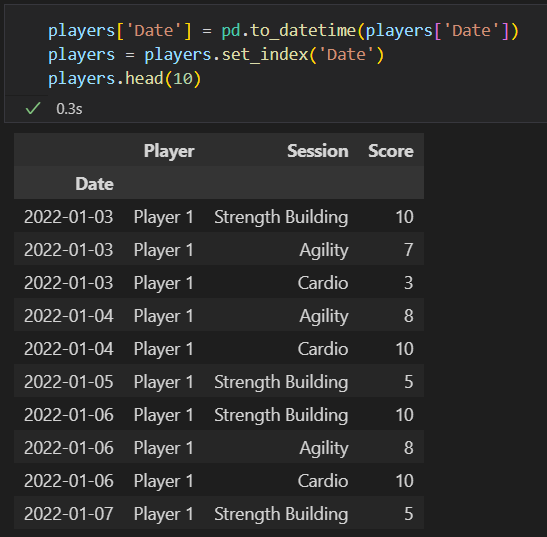 players['Date'] = pd.to_datetime(players['Date'])
players = players.set_index('Date')
players.head(10)
0.3s
Player Session Score
Date
2022-01-03 Player 1 Strength Building 10
2022-01-03 Player 1 Agility 7
2022-01-03 Player 1 Cardio 3
2022-01-04 Player 1 Agility 8
2022-01-04 Player 1 Cardio 10
2022-01-05 Player 1 Strength Building 5
2022-01-06 Player 1 Strength Building 10
2022-01-06 Player 1 Agility 8
2022-01-06 Player 1 Cardio 10
2022-01-07 Player 1 Strength Building 5